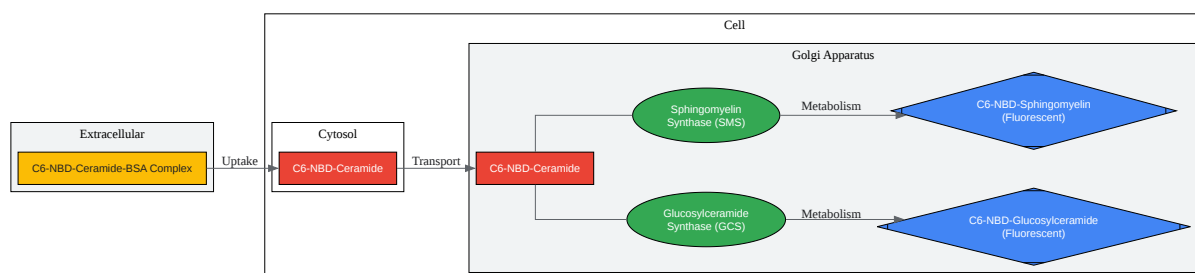 Cell
Golgi Apparatus
Sphingomyelin
Synthase (SMS)
Metabolism
C6-NBD-Sphingomyelin
(Fluorescent)
Extracellular
C6-NBD-Ceramide-BSA Complex
Uptake
Cytosol
C6-NBD-Ceramide
Transport
C6-NBD-Ceramide
Glucosylceramide
Synthase (GCS)
Metabolism
C6-NBD-Glucosylceramide
(Fluorescent)